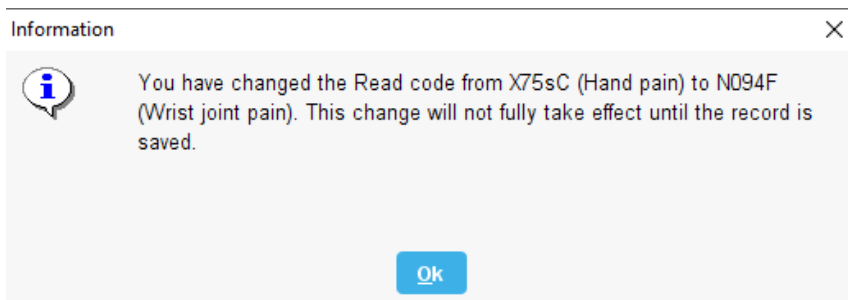 Information
You have changed the Read code from X75sC (Hand pain) to N094F
(Wrist joint pain). This change will not fully take effect until the record is
saved.
Ok